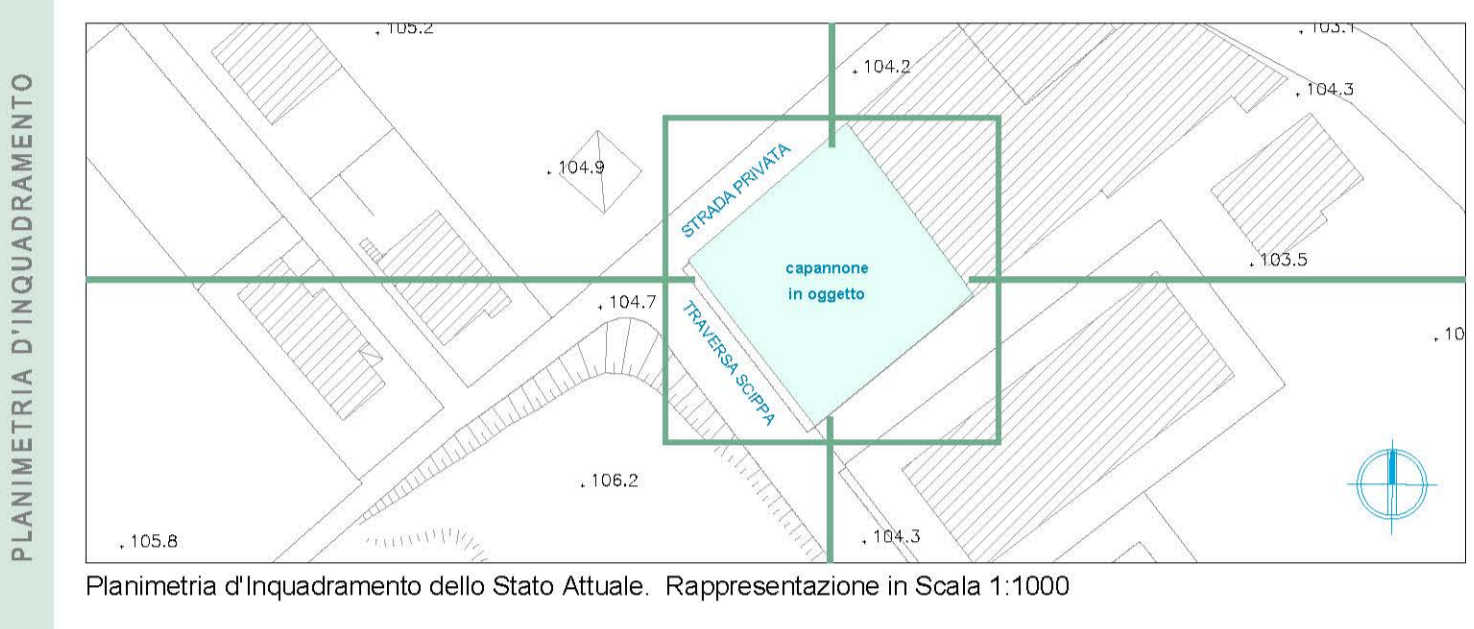 PLANIMETRIA D'INQUADRAMENTO
105.2
103.1
104.2
104.3
104.9
STRADA PRIVATA
103.5
capannone
in oggetto
104.7
TRAVERSA SCIPPA
10
106.2
104.3
105.8
Planimetria d'Inquadramento dello Stato Attuale. Rappresentazione in Scala 1:1000